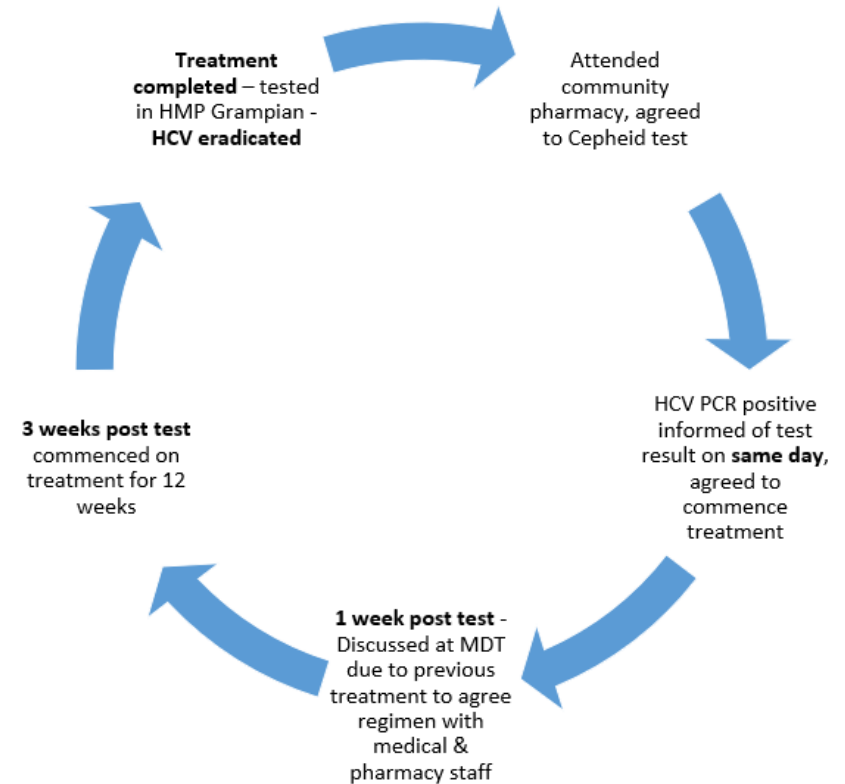 Treatment
completed – tested
in HMP Grampian -
HCV eradicated
Attended
community
pharmacy, agreed
to Cepheid test
HCV PCR positive
informed of test
result on same day,
agreed to
commence
treatment
1 week post test -
Discussed at MDT
due to previous
treatment to agree
regimen with
medical &
pharmacy staff
3 weeks post test
commenced on
treatment for 12
weeks